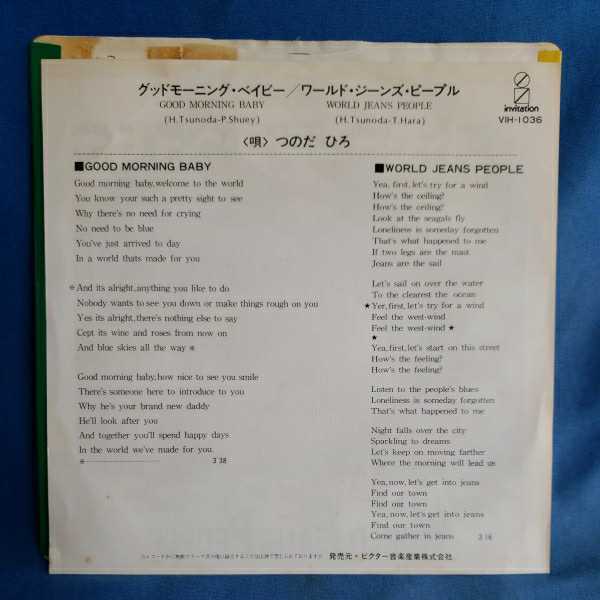 グッドモーニング・ベイビー／ワールド・ジーンズ・ピープル
GOOD MORNING BABY WORLD JEANS PEOPLE
(H.Tsunoda-P.Shuey) (H.Tsunoda-T.Hara)
invitation
VIH-1036
〈唄〉つのだ ひろ
■GOOD MORNING BABY
Good morning baby,welcome to the world
You know your such a pretty sight to see
Why there's no need for crying
No need to be blue
You've just arrived to day
In a world thats made for you
※And its alright,anything you like to do
Nobody wants to see you down or make things rough on you
Yes its alright,there's nothing else to say
Cept its wine and roses from now on
And blue skies all the way※
Good morning baby,how nice to see you smile
There's someone here to introduce to you
Why he's your brand new daddy
He'll look after you
And together you'll spend happy days
In the world we've made for you.
※
3 38
■WORLD JEANS PEOPLE
Yea, first, let's try for a wind
How's the ceiling?
How's the ceiling?
Look at the seagals fly
Loneliness is someday forgotten
That's what happened to me
If two legs are the mast
Jeans are the sail
Let's sail on over the water
To the clearest the ocean
★Yer,first,let's try for a wind
Feel the west-wind
Feel the west-wind★
★
Yea,first,let's start on this street
How's the feeling?
How's the feeling?
Listen to the people's blues
Loneliness is someday forgotten
That's what happened to me
Night falls over the city
Sparkling to dreams
Let's keep on moving farther
Where the morning will lead us
Yea, now, let's get into jeans
Find our town
Find our town
Yea, now, let's get into jeans
Find our town
Come gather in jeans
3 16
発売元・ビクター音楽産業株式会社